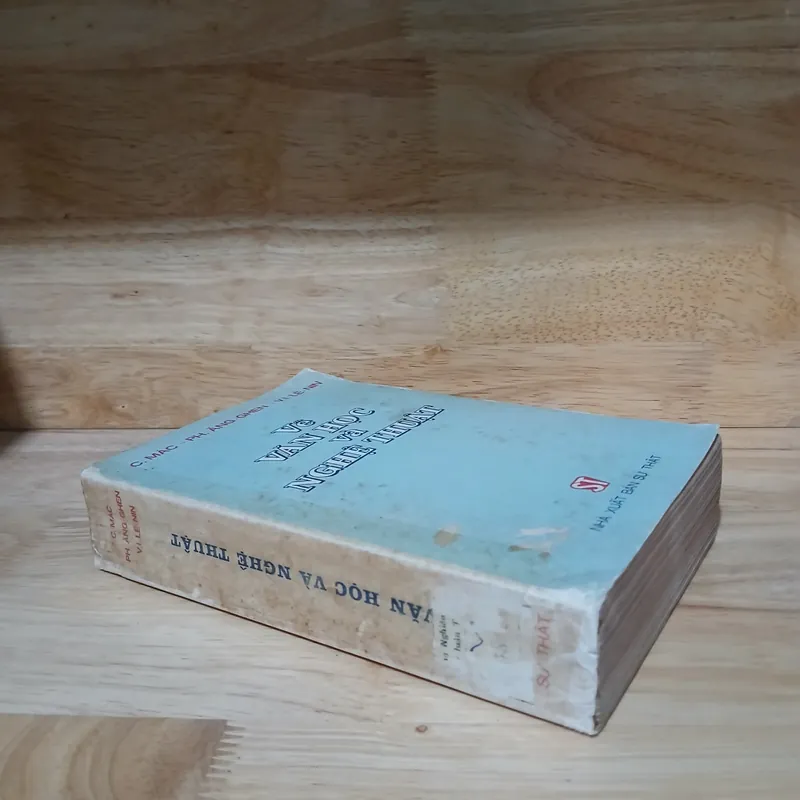 C. MÁC - PH. ĂNG-GHEN - V.I. LÊ-NIN
Về
VĂN HỌC
và
NGHỆ THUẬT
ST
NHÀ XUẤT BẢN SỰ THẬT
C. MÁC
PH. ĂNG-GHEN
V.I. LÊ-NIN
VĂN HỌC VÀ NGHỆ THUẬT
Nghiên
SỰ THẬT